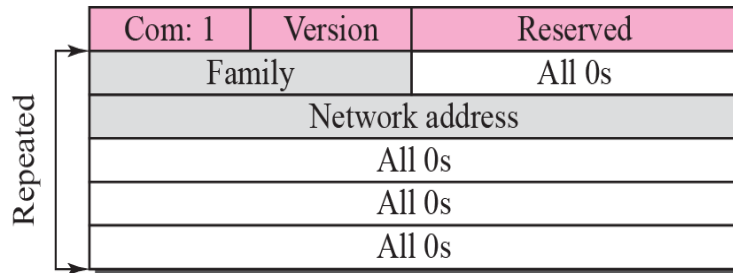 Com: 1 Version Reserved
Family All 0s
Network address
All 0s
All 0s
All 0s
Repeated